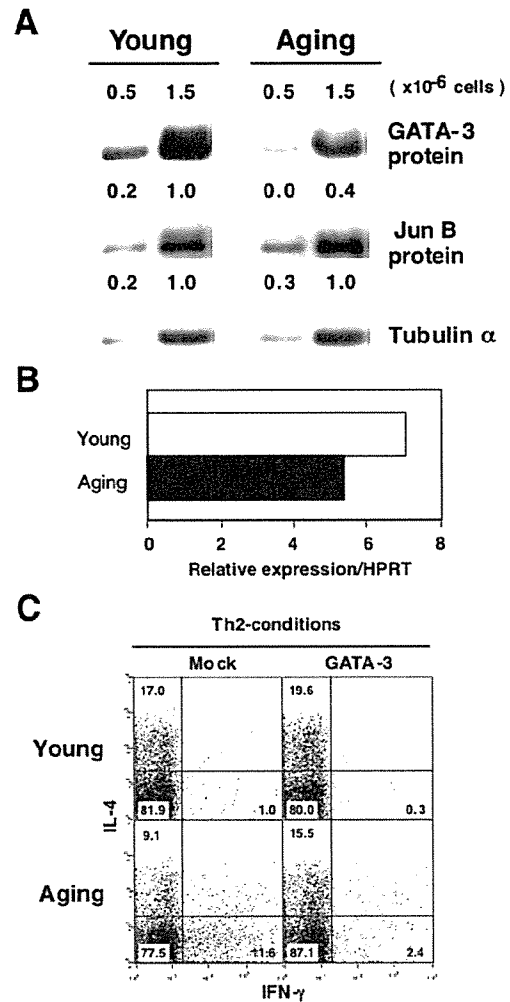 A
Young Aging
0.5 1.5 0.5 1.5 ( x10-6 cells )
GATA-3
protein
0.2 1.0 0.0 0.4
Jun B
protein
0.2 1.0 0.3 1.0
Tubulin α
B
Young
Aging
0 2 4 6 8
Relative expression/HPRT
C
Th2-conditions
Mock GATA-3
17.0 19.6
Young
81.9 1.0 80.0 0.3
9.1 15.5
Aging
77.5 11.6 87.1 2.4
IL-4
IFN-γ